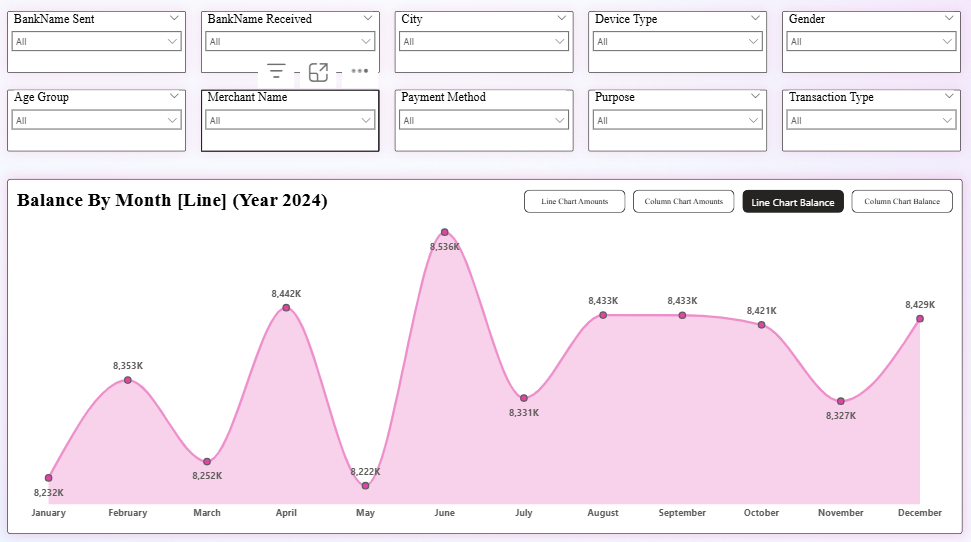 BankName Sent BankName Received City Device Type Gender
All All All All All
Age Group Merchant Name Payment Method Purpose Transaction Type
All All All All All
Balance By Month [Line] (Year 2024) Line Chart Amounts Column Chart Amounts Line Chart Balance Column Chart Balance
8,232K 8,353K 8,252K 8,442K 8,222K 8,536K 8,331K 8,433K 8,433K 8,421K 8,327K 8,429K
January February March April May June July August September October November December